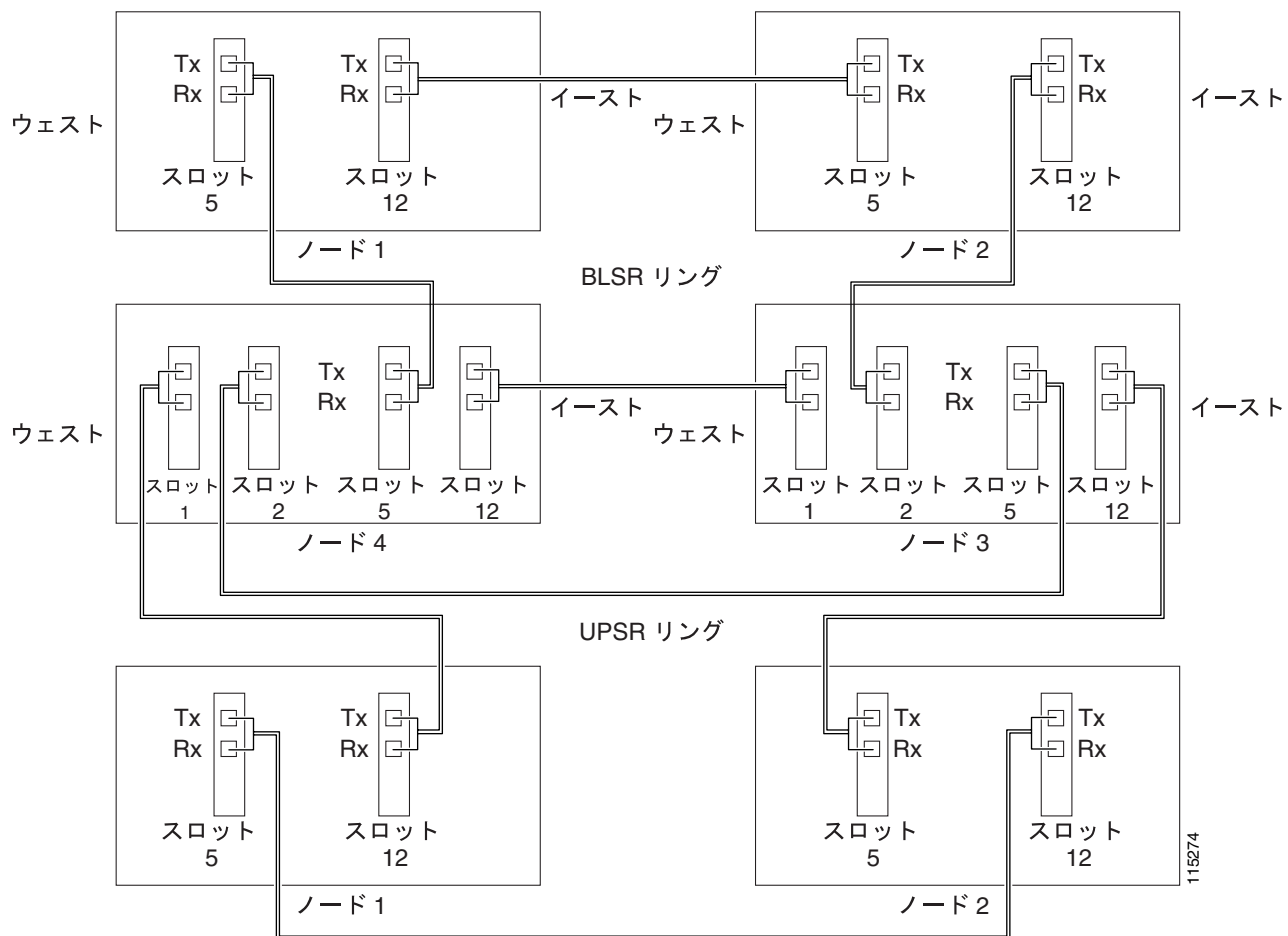 Tx
Tx
Tx
Tx
Rx
Rx
Rx
Rx
ウェスト
イースト
ウェスト
イースト
スロット
5
スロット
12
スロット
5
スロット
12
ノード 1
ノード 2
BLSR リング
Tx
Tx
Rx
Rx
ウェスト
イースト
ウェスト
イースト
スロット
1
スロット
2
スロット
5
スロット
12
スロット
1
スロット
2
スロット
5
スロット
12
ノード 4
ノード 3
UPSR リング
Tx
Tx
Tx
Tx
Rx
Rx
Rx
Rx
スロット
5
スロット
12
スロット
5
スロット
12
115274
ノード 1
ノード 2